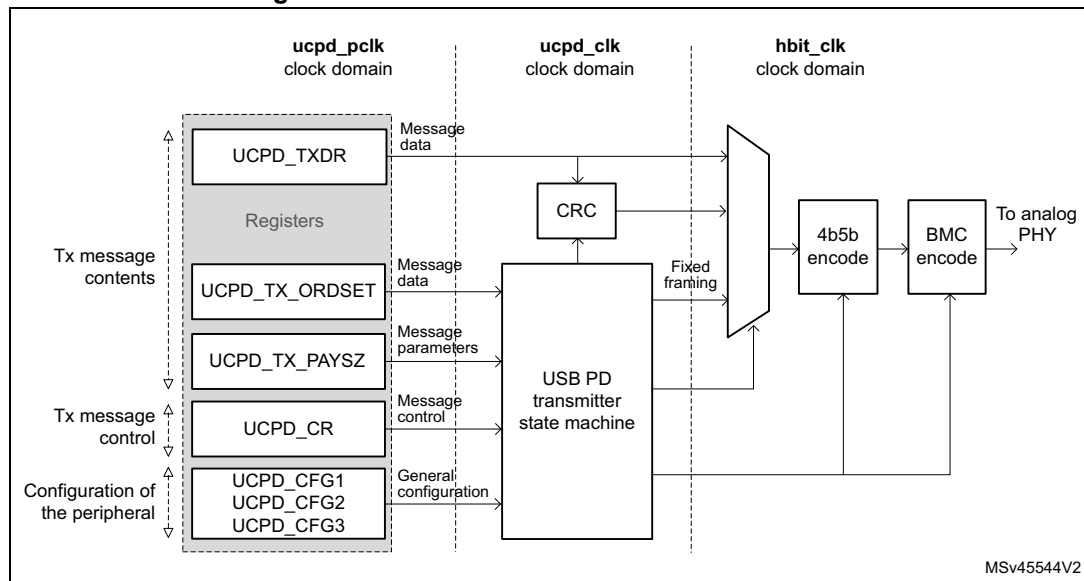 ucpd_pclk
clock domain
ucpd_clk
clock domain
hbit_clk
clock domain
Tx message
contents
Tx message
control
Configuration of
the peripheral
UCPD_TXDR
Registers
UCPD_TX_ORDSET
UCPD_TX_PAYSZ
UCPD_CR
UCPD_CFG1
UCPD_CFG2
UCPD_CFG3
Message
data
Message
data
Message
parameters
Message
control
General
configuration
CRC
USB PD
transmitter
state machine
Fixed
framing
4b5b
encode
BMC
encode
To analog
PHY
MSv45544V2